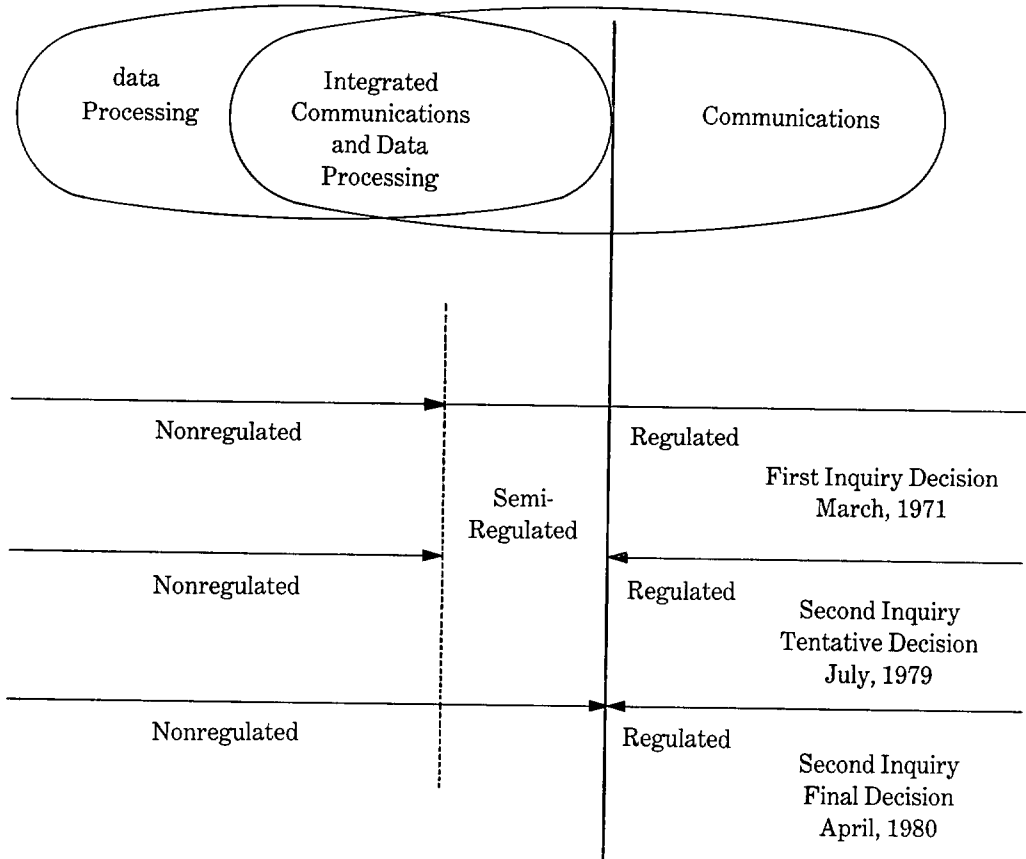 data
Processing
Integrated
Communications
and Data
Processing
Communications
Nonregulated
Regulated
First Inquiry Decision
March, 1971
Semi-
Regulated
Nonregulated
Regulated
Second Inquiry
Tentative Decision
July, 1979
Nonregulated
Regulated
Second Inquiry
Final Decision
April, 1980